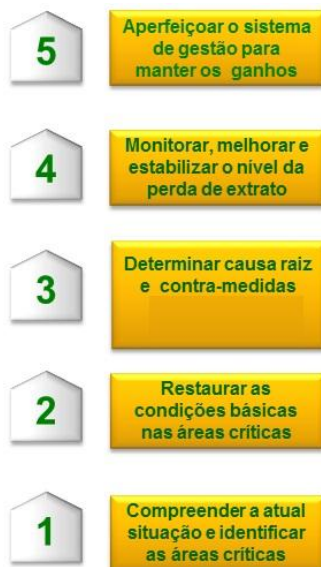 5
Aperfeiçoar o sistema
de gestão para
manter os ganhos
4
Monitorar, melhorar e
estabilizar o nível da
perda de extrato
3
Determinar causa raiz
e contra-medidas
2
Restaurar as
condições básicas
nas áreas críticas
1
Compreender a atual
situação e identificar
as áreas críticas